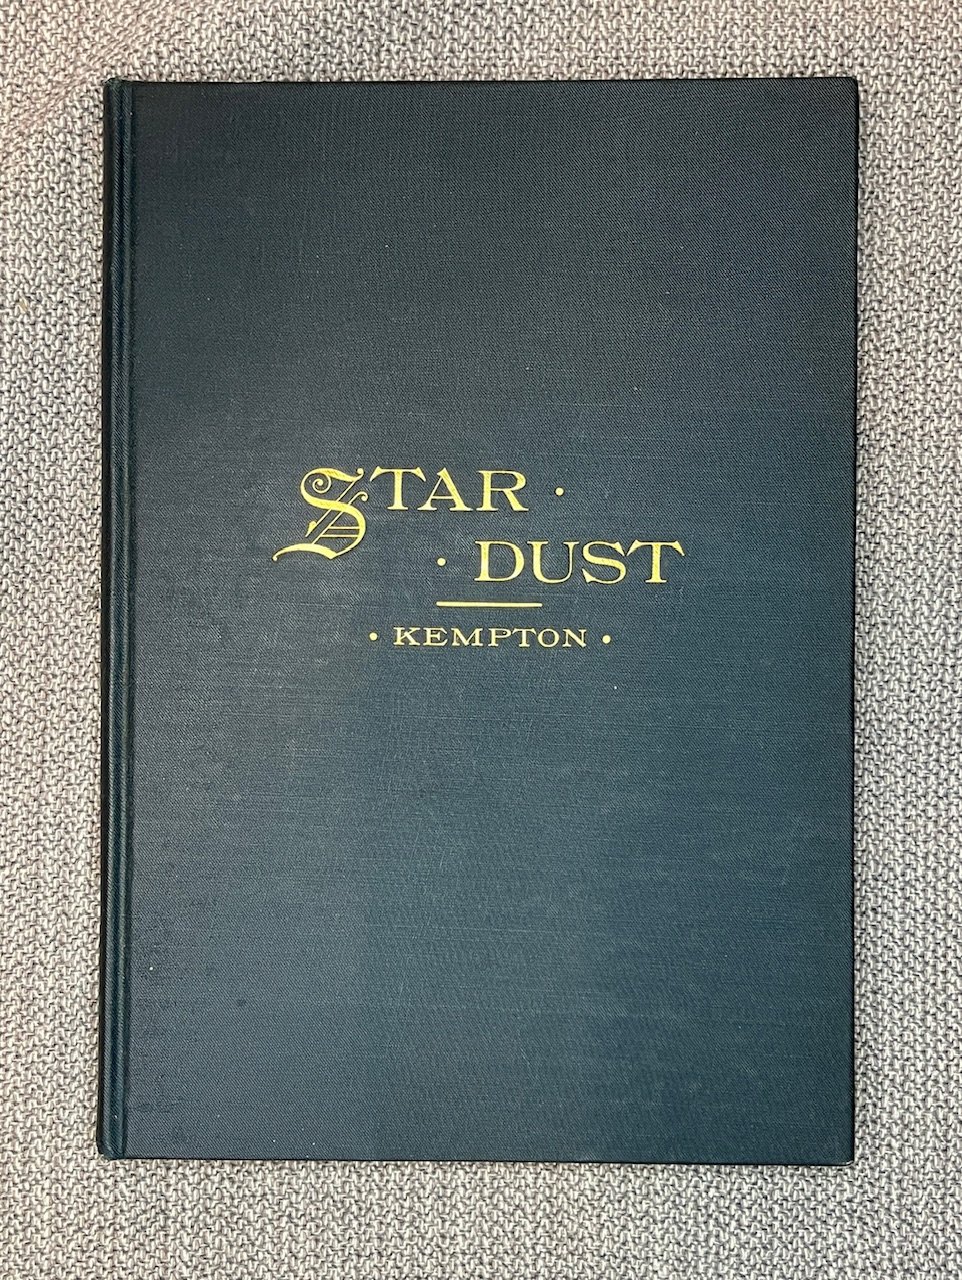 STAR ·
· DUST
· KEMPTON ·